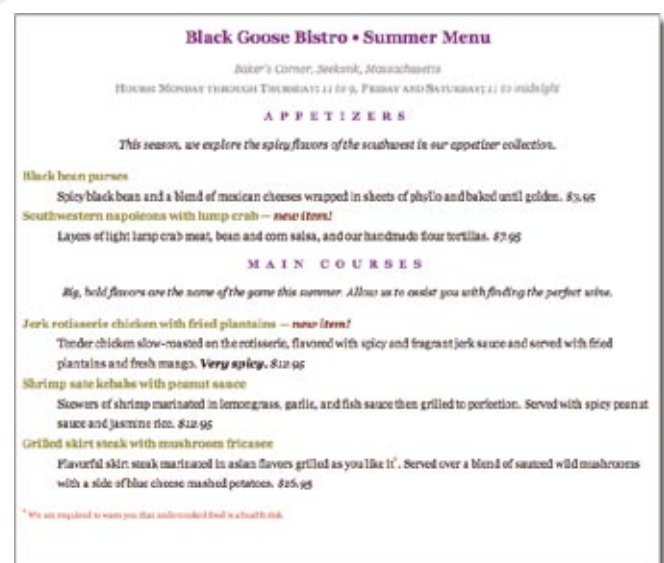 Black Goose Bistro • Summer Menu
Baker's Corner, Seekonk, Massachusetts
Hours: Monday through Thursday: 11 to 9, Friday and Saturday; 11 to midnight
APPETIZERS
This season, we explore the spicy flavors of the southwest in our appetizer collection.
Black bean purses
Spicy black bean and a blend of mexican cheeses wrapped in sheets of phyllo and baked until golden. $3.95
Southwestern napoleons with lump crab — new item!
Layers of light lump crab meat, bean and corn salsa, and our handmade flour tortillas. $7.95
MAIN COURSES
Big, bold flavors are the name of the game this summer. Allow us to assist you with finding the perfect wine.
Jerk rotisserie chicken with fried plantains — new item!
Tender chicken slow-roasted on the rotisserie, flavored with spicy and fragrant jerk sauce and served with fried
plantains and fresh mango. Very spicy. $12.95
Shrimp sate kebabs with peanut sauce
Skewers of shrimp marinated in lemongrass, garlic, and fish sauce then grilled to perfection. Served with spicy peanut
sauce and jasmine rice. $12.95
Grilled skirt steak with mushroom fricasee
Flavorful skirt steak marinated in asian flavors grilled as you like it*. Served over a blend of sauteed wild mushrooms
with a side of blue cheese mashed potatoes. $16.95
* We are required to warn you that undercooked food is a health risk.